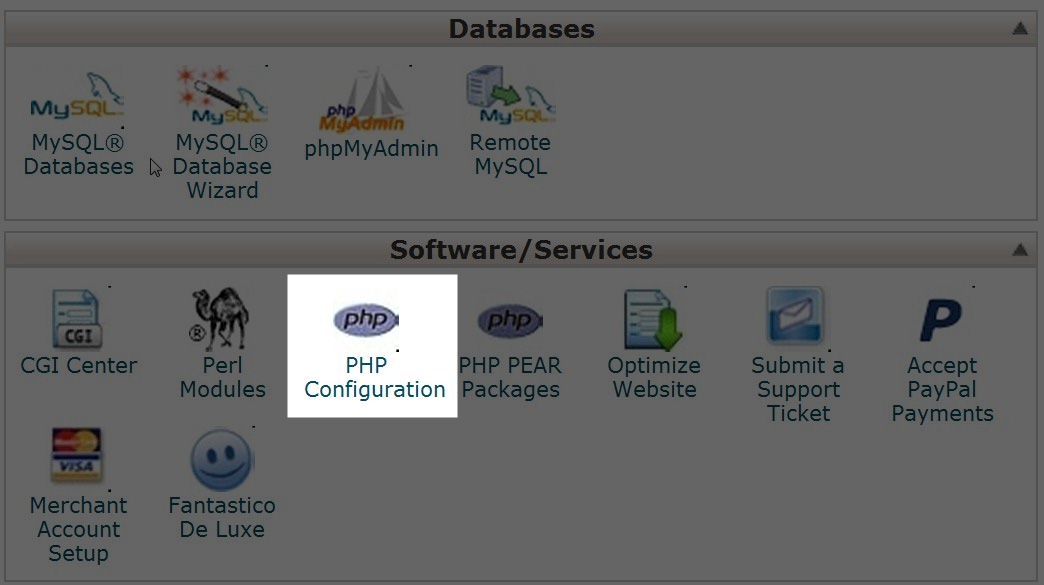 Databases
MySQL
MySQL
php
MyAdmin
MySQL
MySQL®
Databases
MySQL®
Database
Wizard
phpMyAdmin
Remote
MySQL
Software/Services
CGI
®
php
php
P
CGI Center
Perl
Modules
PHP
Configuration
PHP PEAR
Packages
Optimize
Website
Submit a
Support
Ticket
Accept
PayPal
Payments
MasterCard
VISA
Merchant
Account
Setup
Fantastico
De Luxe